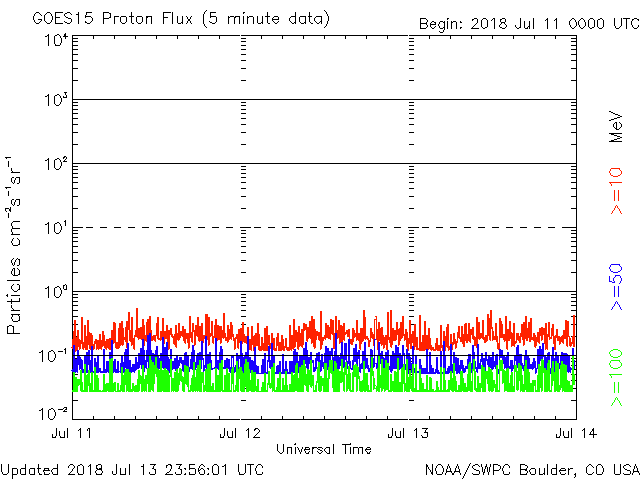 GOES15 Proton Flux (5 minute data)
Begin: 2018 Jul 11 0000 UTC
10⁴
10³
10²
10¹
10⁰
10⁻¹
10⁻²
Particles cm⁻²s⁻¹sr⁻¹
MeV
>=10
>=50
>=100
Jul 11
Jul 12
Jul 13
Jul 14
Universal Time
Updated 2018 Jul 13 23:56:01 UTC
NOAA/SWPC Boulder, CO USA